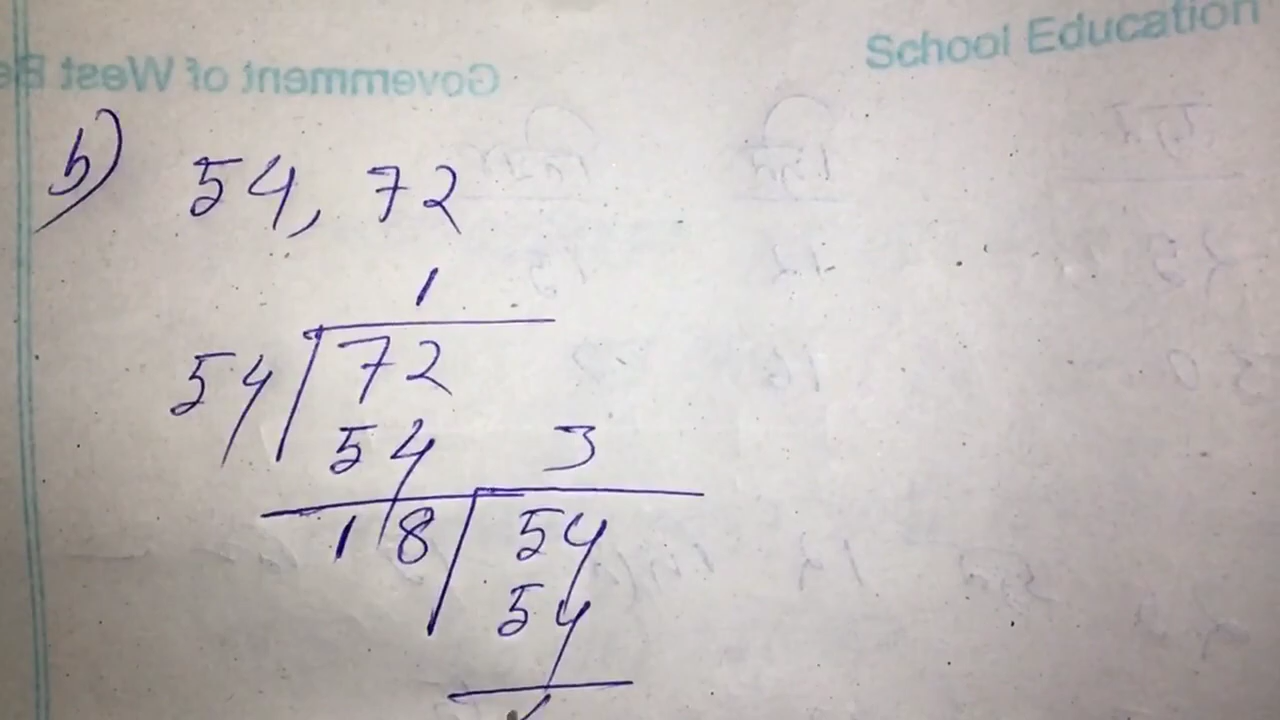 School Education
Government of West Be
b) 54, 72
1
54 72
54 3
18 54
54